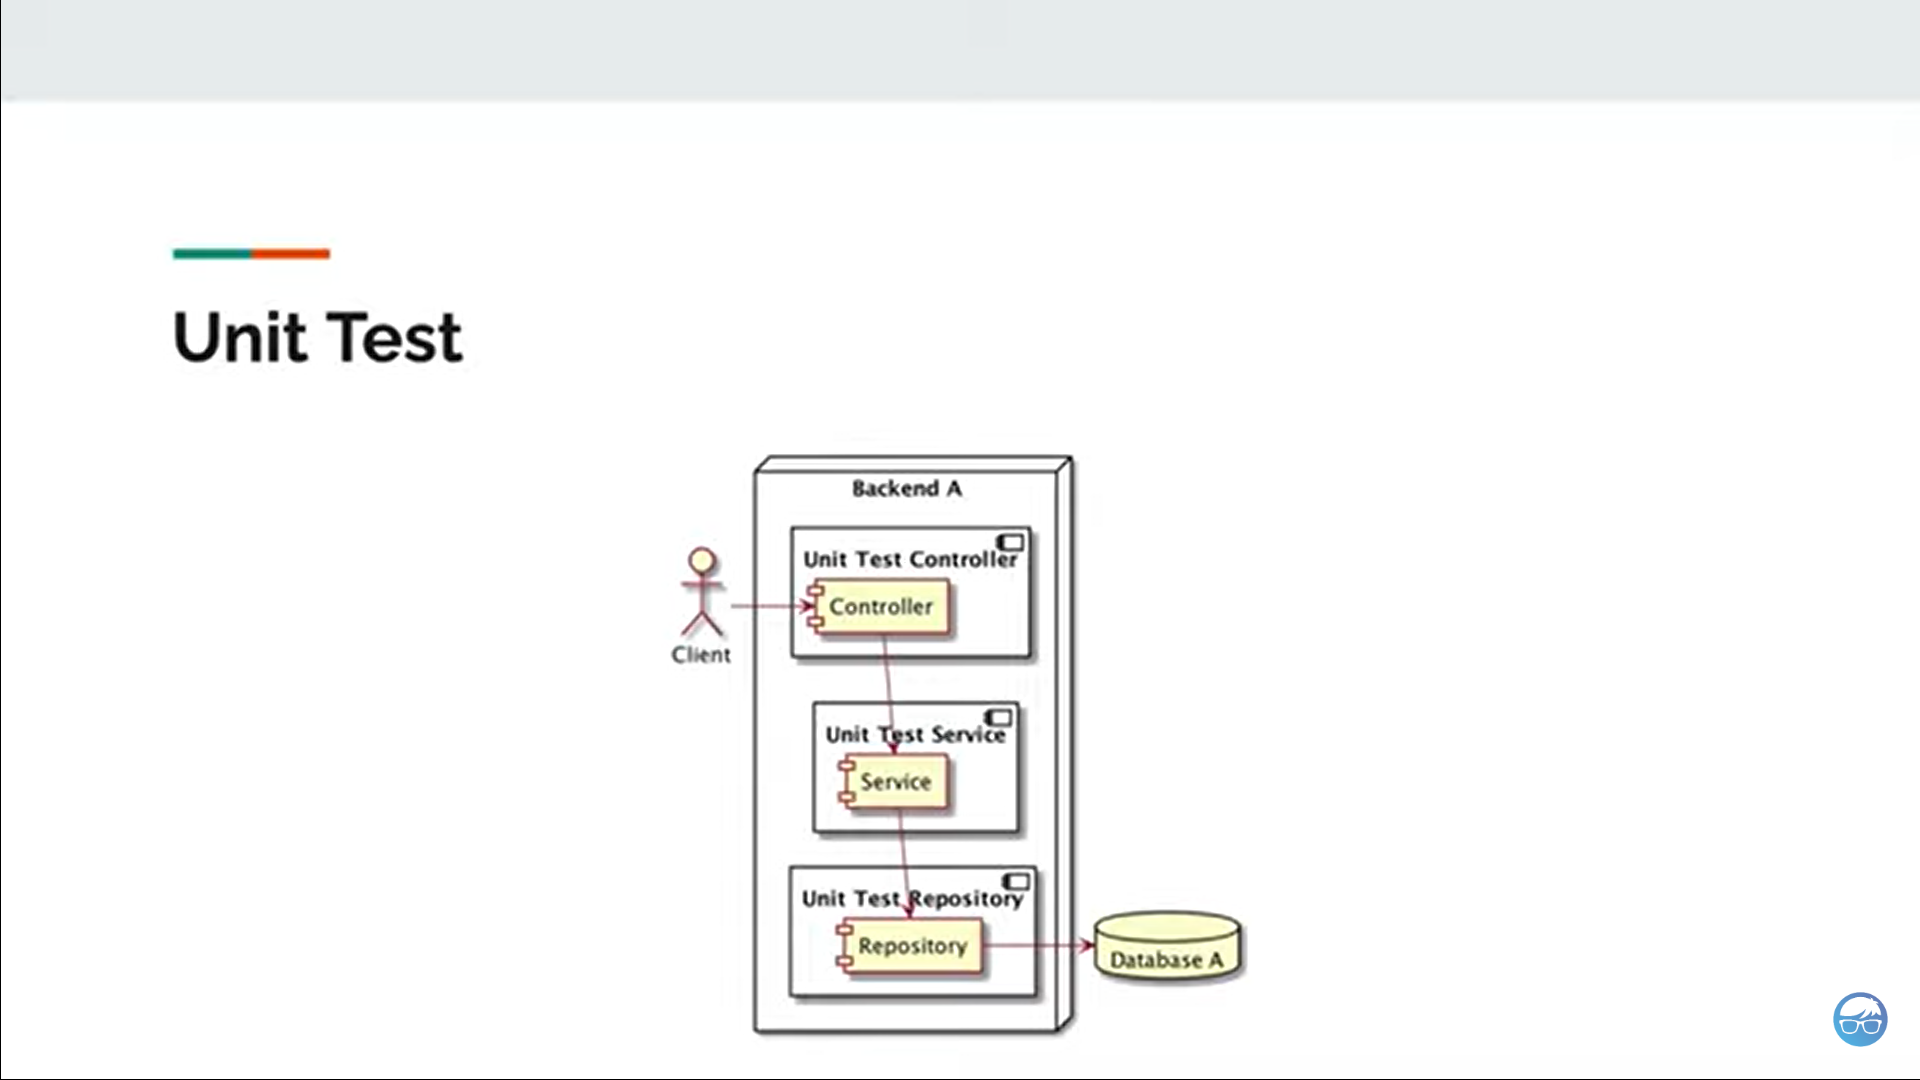 Unit Test
Backend A
Unit Test Controller
Controller
Client
Unit Test Service
Service
Unit Test Repository
Repository
Database A